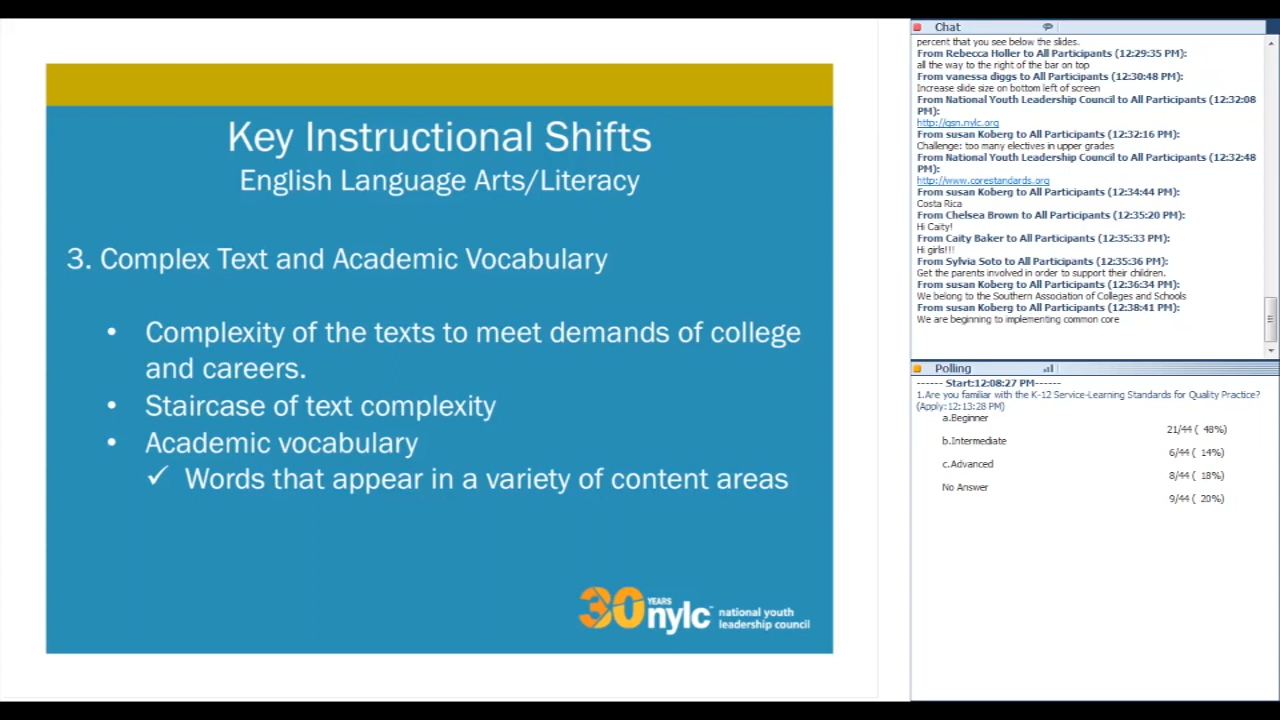 Key Instructional Shifts
English Language Arts/Literacy
3. Complex Text and Academic Vocabulary
• Complexity of the texts to meet demands of college
and careers.
• Staircase of text complexity
• Academic vocabulary
✓ Words that appear in a variety of content areas
30 YEARS nylc national youth
leadership council
Chat
percent that you see below the slides.
From Rebecca Holler to All Participants (12:29:35 PM):
all the way to the right of the bar on top
From vanessa diggs to All Participants (12:30:48 PM):
Increase slide size on bottom left of screen
From National Youth Leadership Council to All Participants (12:32:08
PM):
http://gsn.nylc.org
From susan Koberg to All Participants (12:32:16 PM):
Challenge: too many electives in upper grades
From National Youth Leadership Council to All Participants (12:32:48
PM):
http://www.corestandards.org
From susan Koberg to All Participants (12:34:44 PM):
Costa Rica
From Chelsea Brown to All Participants (12:35:20 PM):
Hi Caity!
From Caity Baker to All Participants (12:35:33 PM):
Hi girls!!!
From Sylvia Soto to All Participants (12:35:36 PM):
Get the parents involved in order to support their children.
From susan Koberg to All Participants (12:36:34 PM):
We belong to the Southern Association of Colleges and Schools
From susan Koberg to All Participants (12:38:41 PM):
We are beginning to implementing common core
Polling
------ Start:12:08:27 PM------
1.Are you familiar with the K-12 Service-Learning Standards for Quality Practice?
(Apply:12:13:28 PM)
a.Beginner
21/44 ( 48%)
b.Intermediate
6/44 ( 14%)
c.Advanced
8/44 ( 18%)
No Answer
9/44 ( 20%)